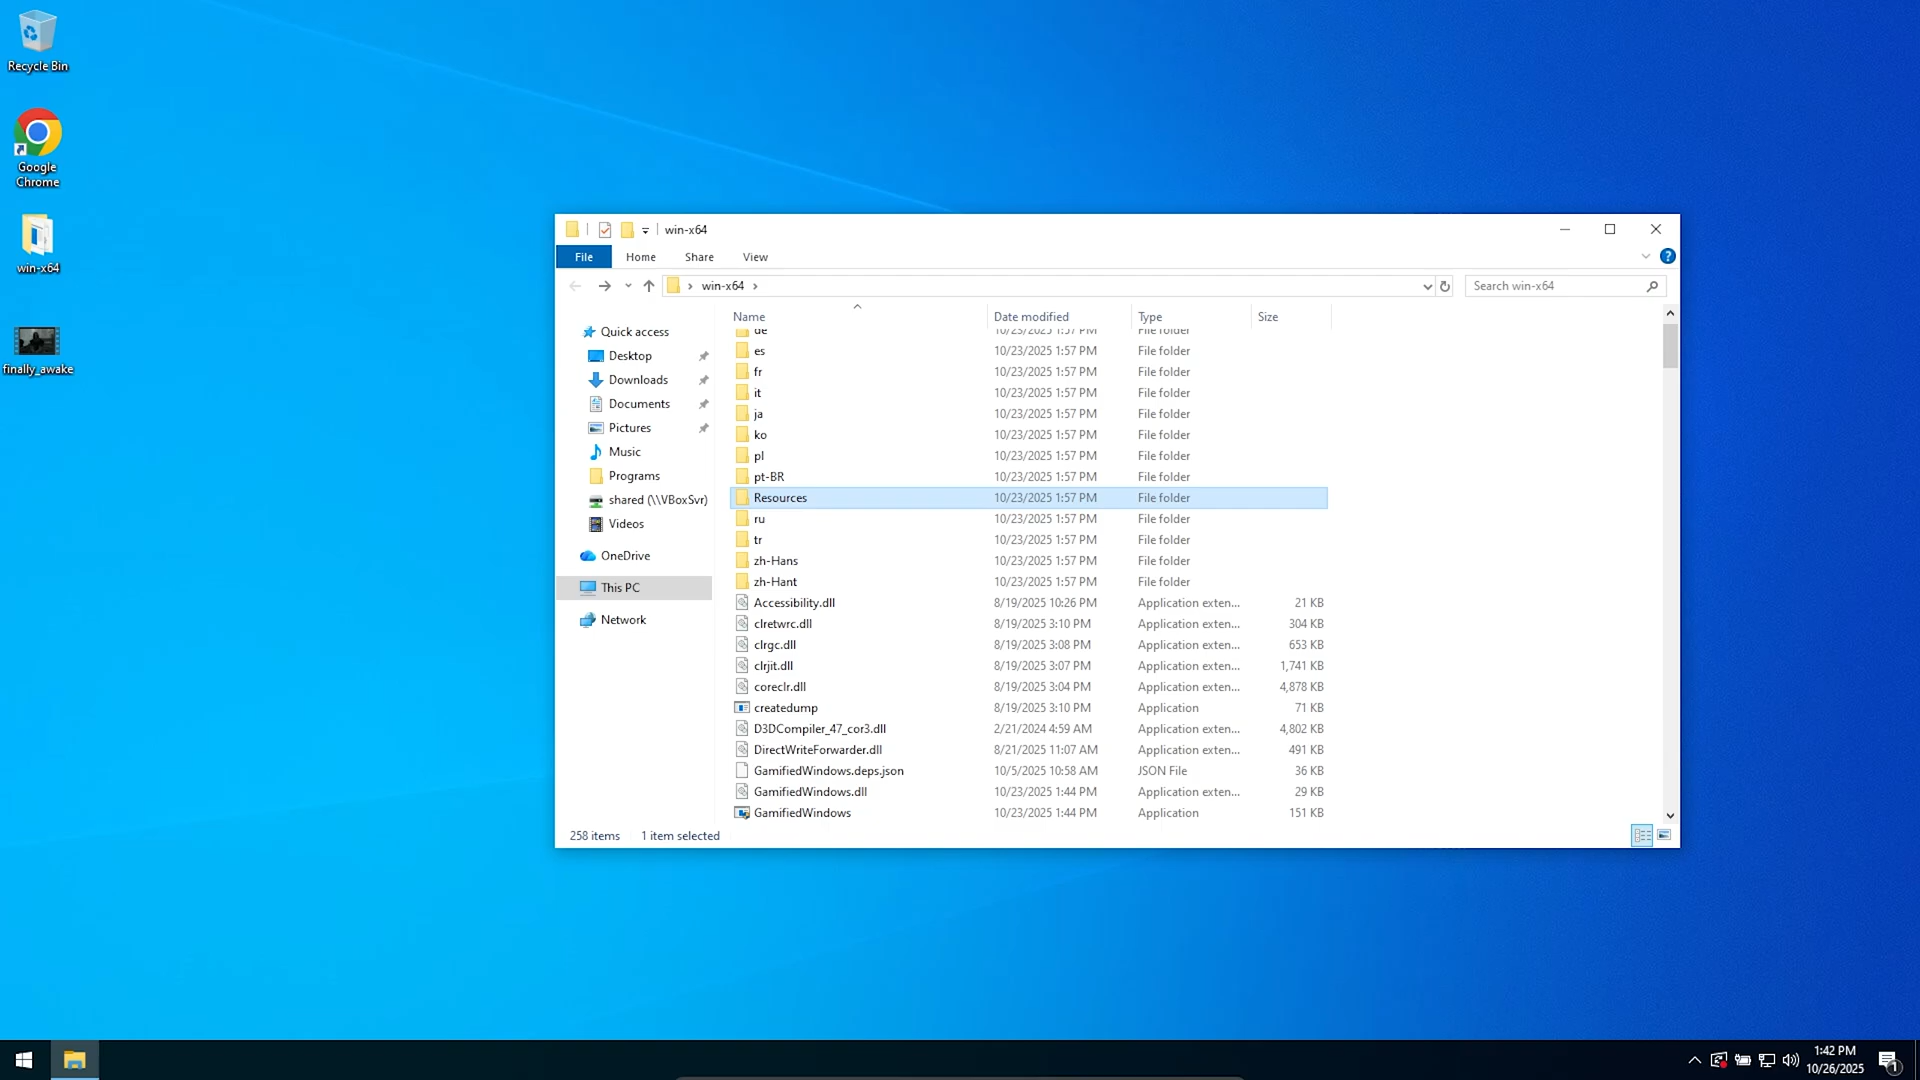 Recycle Bin
Google
Chrome
win-x64
finally_awake
win-x64
File Home Share View
win-x64
Search win-x64
Name Date modified Type Size
Quick access
Desktop
Downloads
Documents
Pictures
Music
Programs
shared (\\VBoxSvr)
Videos
OneDrive
This PC
Network
de 10/23/2025 1:57 PM File folder
es 10/23/2025 1:57 PM File folder
fr 10/23/2025 1:57 PM File folder
it 10/23/2025 1:57 PM File folder
ja 10/23/2025 1:57 PM File folder
ko 10/23/2025 1:57 PM File folder
pl 10/23/2025 1:57 PM File folder
pt-BR 10/23/2025 1:57 PM File folder
Resources 10/23/2025 1:57 PM File folder
ru 10/23/2025 1:57 PM File folder
tr 10/23/2025 1:57 PM File folder
zh-Hans 10/23/2025 1:57 PM File folder
zh-Hant 10/23/2025 1:57 PM File folder
Accessibility.dll 8/19/2025 10:26 PM Application exten... 21 KB
clretwrc.dll 8/19/2025 3:10 PM Application exten... 304 KB
clrgc.dll 8/19/2025 3:08 PM Application exten... 653 KB
clrjit.dll 8/19/2025 3:07 PM Application exten... 1,741 KB
coreclr.dll 8/19/2025 3:04 PM Application exten... 4,878 KB
createdump 8/19/2025 3:10 PM Application 71 KB
D3DCompiler_47_cor3.dll 2/21/2024 4:59 AM Application exten... 4,802 KB
DirectWriteForwarder.dll 8/21/2025 11:07 AM Application exten... 491 KB
GamifiedWindows.deps.json 10/5/2025 10:58 AM JSON File 36 KB
GamifiedWindows.dll 10/23/2025 1:44 PM Application exten... 29 KB
GamifiedWindows 10/23/2025 1:44 PM Application 151 KB
258 items 1 item selected
1:42 PM
10/26/2025
1